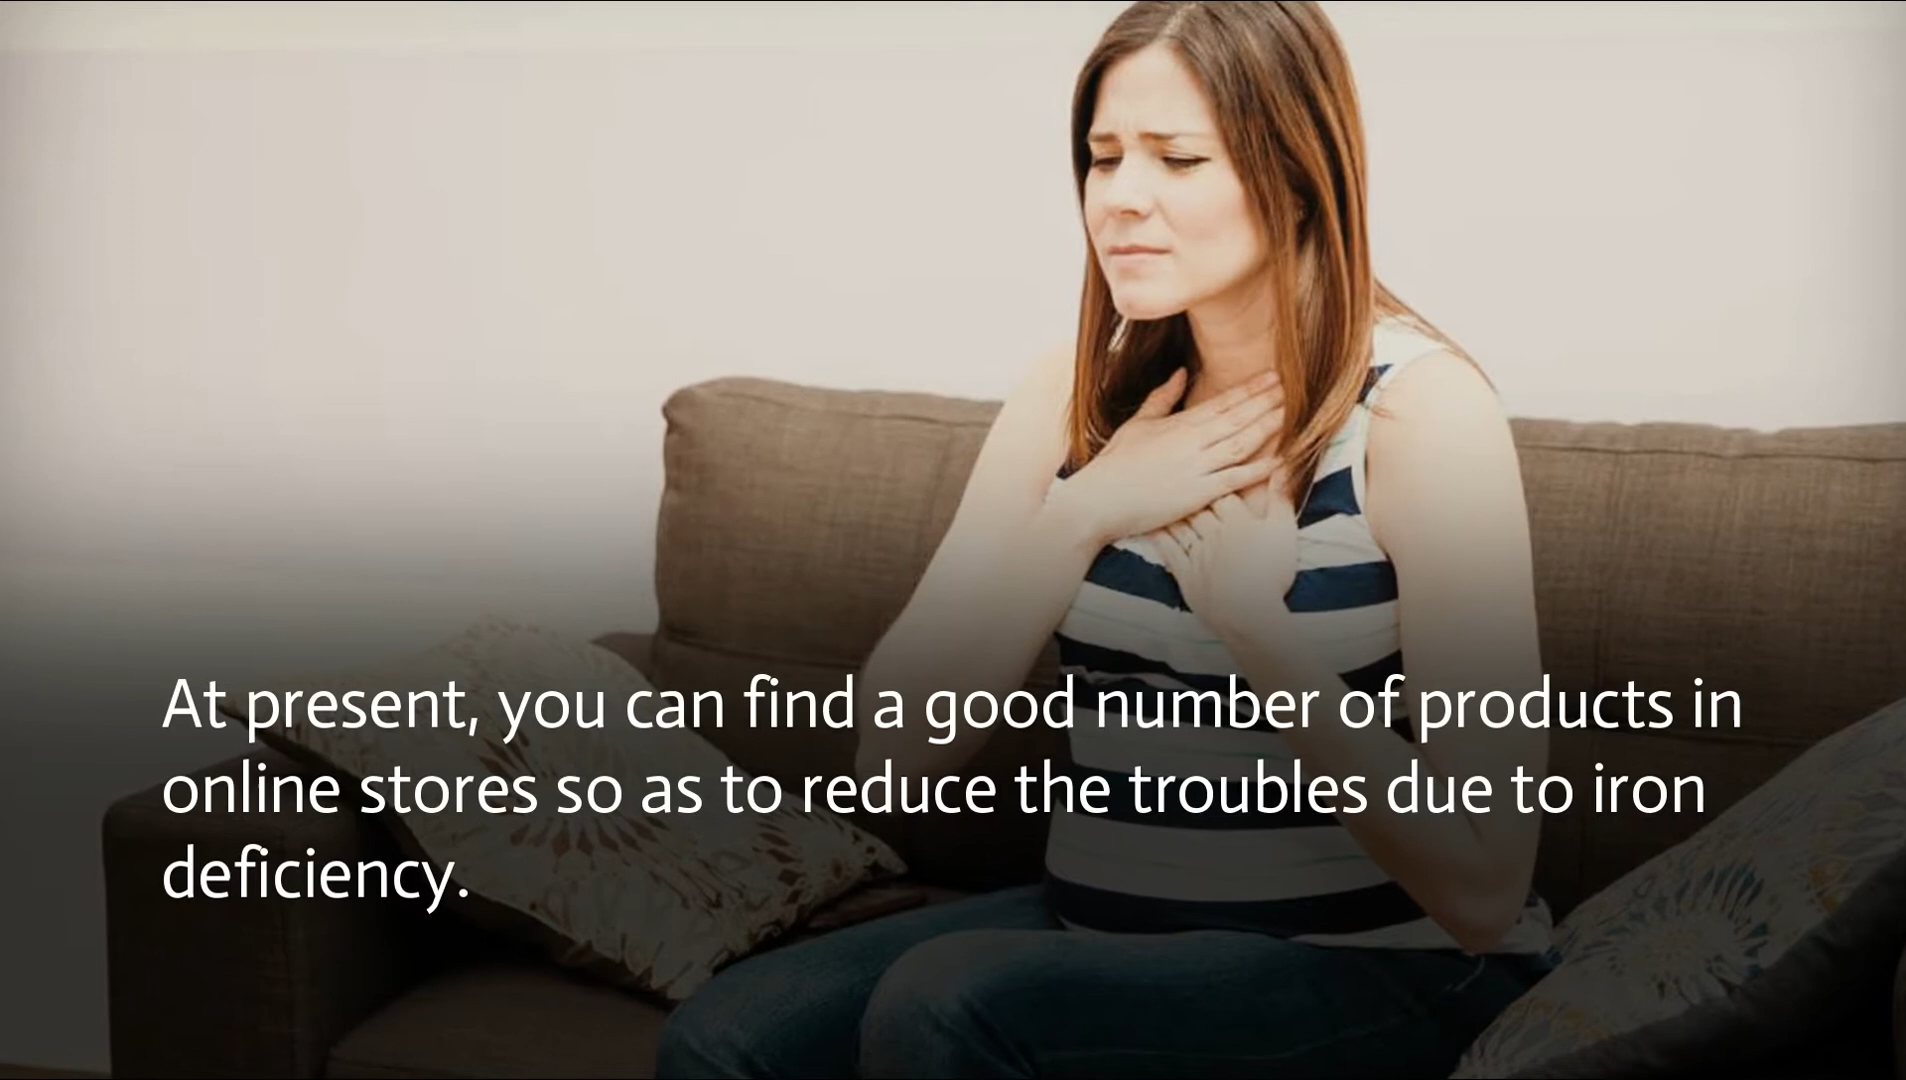 At present, you can find a good number of products in
online stores so as to reduce the troubles due to iron
deficiency.